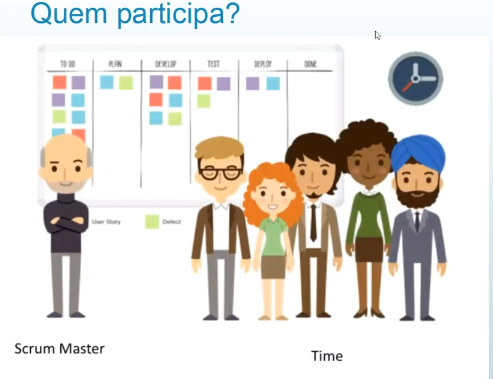 Quem participa?
TO DO PLAN DEVELOP TEST DEPLOY DONE
User Story Defect
Scrum Master
Time